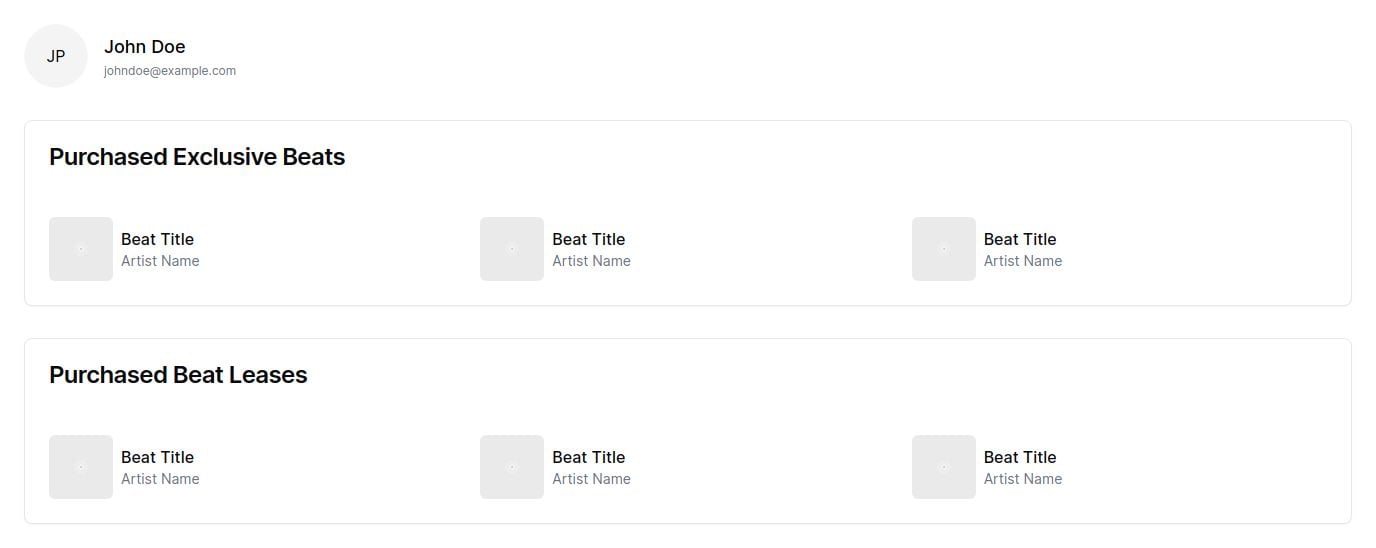 JP
John Doe
johndoe@example.com
Purchased Exclusive Beats
Beat Title
Artist Name
Beat Title
Artist Name
Beat Title
Artist Name
Purchased Beat Leases
Beat Title
Artist Name
Beat Title
Artist Name
Beat Title
Artist Name